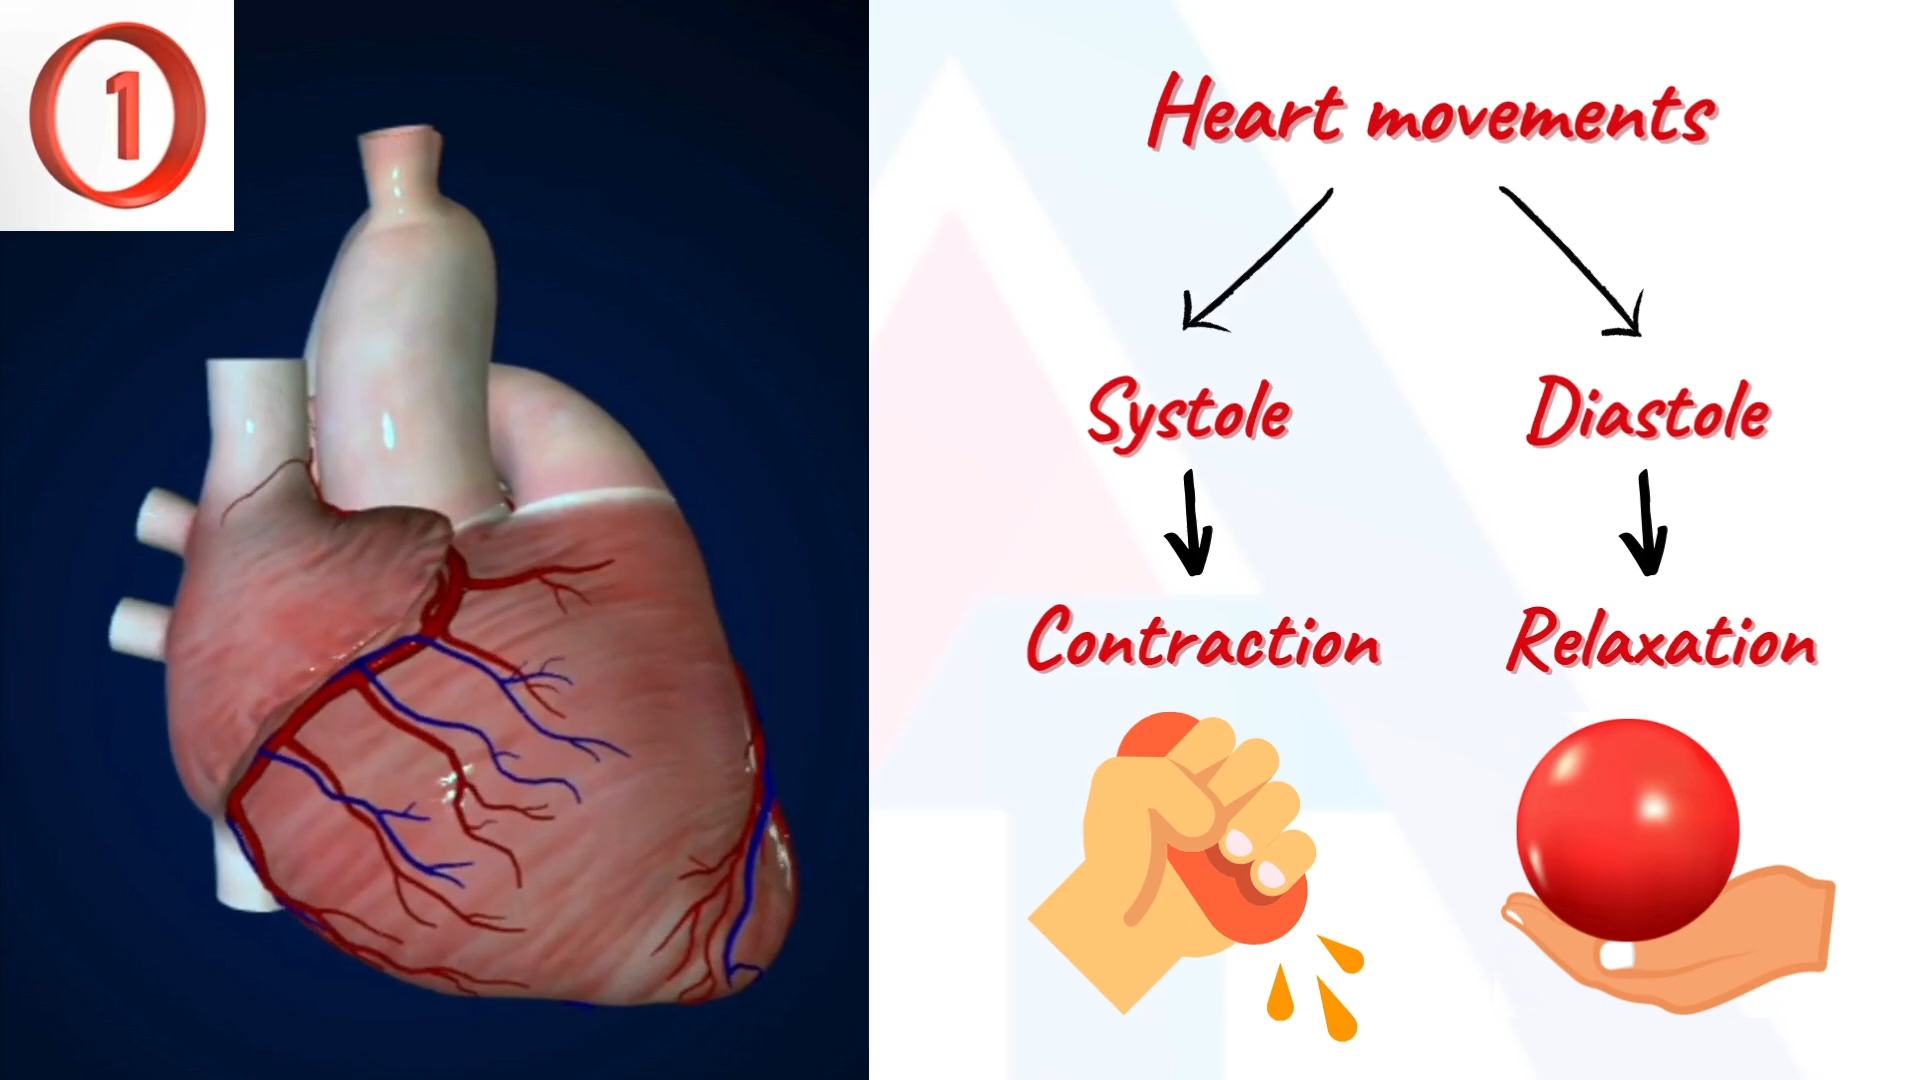 1
Heart movements
Systole
Diastole
Contraction
Relaxation